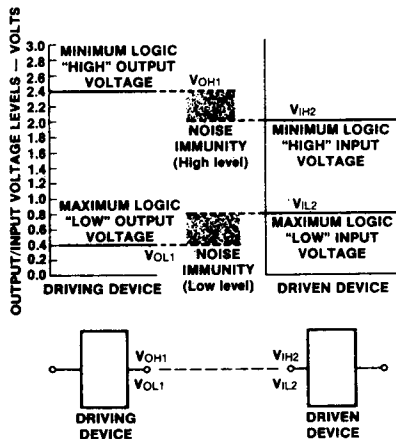 OUTPUT/INPUT VOLTAGE LEVELS — VOLTS
3.0
2.8
2.6
2.4
2.2
2.0
1.8
1.6
1.4
1.2
1.0
0.8
0.6
0.4
0.2
0.0
MINIMUM LOGIC
“HIGH” OUTPUT
VOLTAGE
VOH1
NOISE
IMMUNITY
(High level)
VIH2
MINIMUM LOGIC
“HIGH” INPUT
VOLTAGE
MAXIMUM LOGIC
“LOW” OUTPUT
VOLTAGE
VOL1
NOISE
IMMUNITY
(Low level)
VIL2
MAXIMUM LOGIC
“LOW” INPUT
VOLTAGE
DRIVING DEVICE
DRIVEN DEVICE
VOH1
VOL1
VIH2
VIL2
DRIVING
DEVICE
DRIVEN
DEVICE